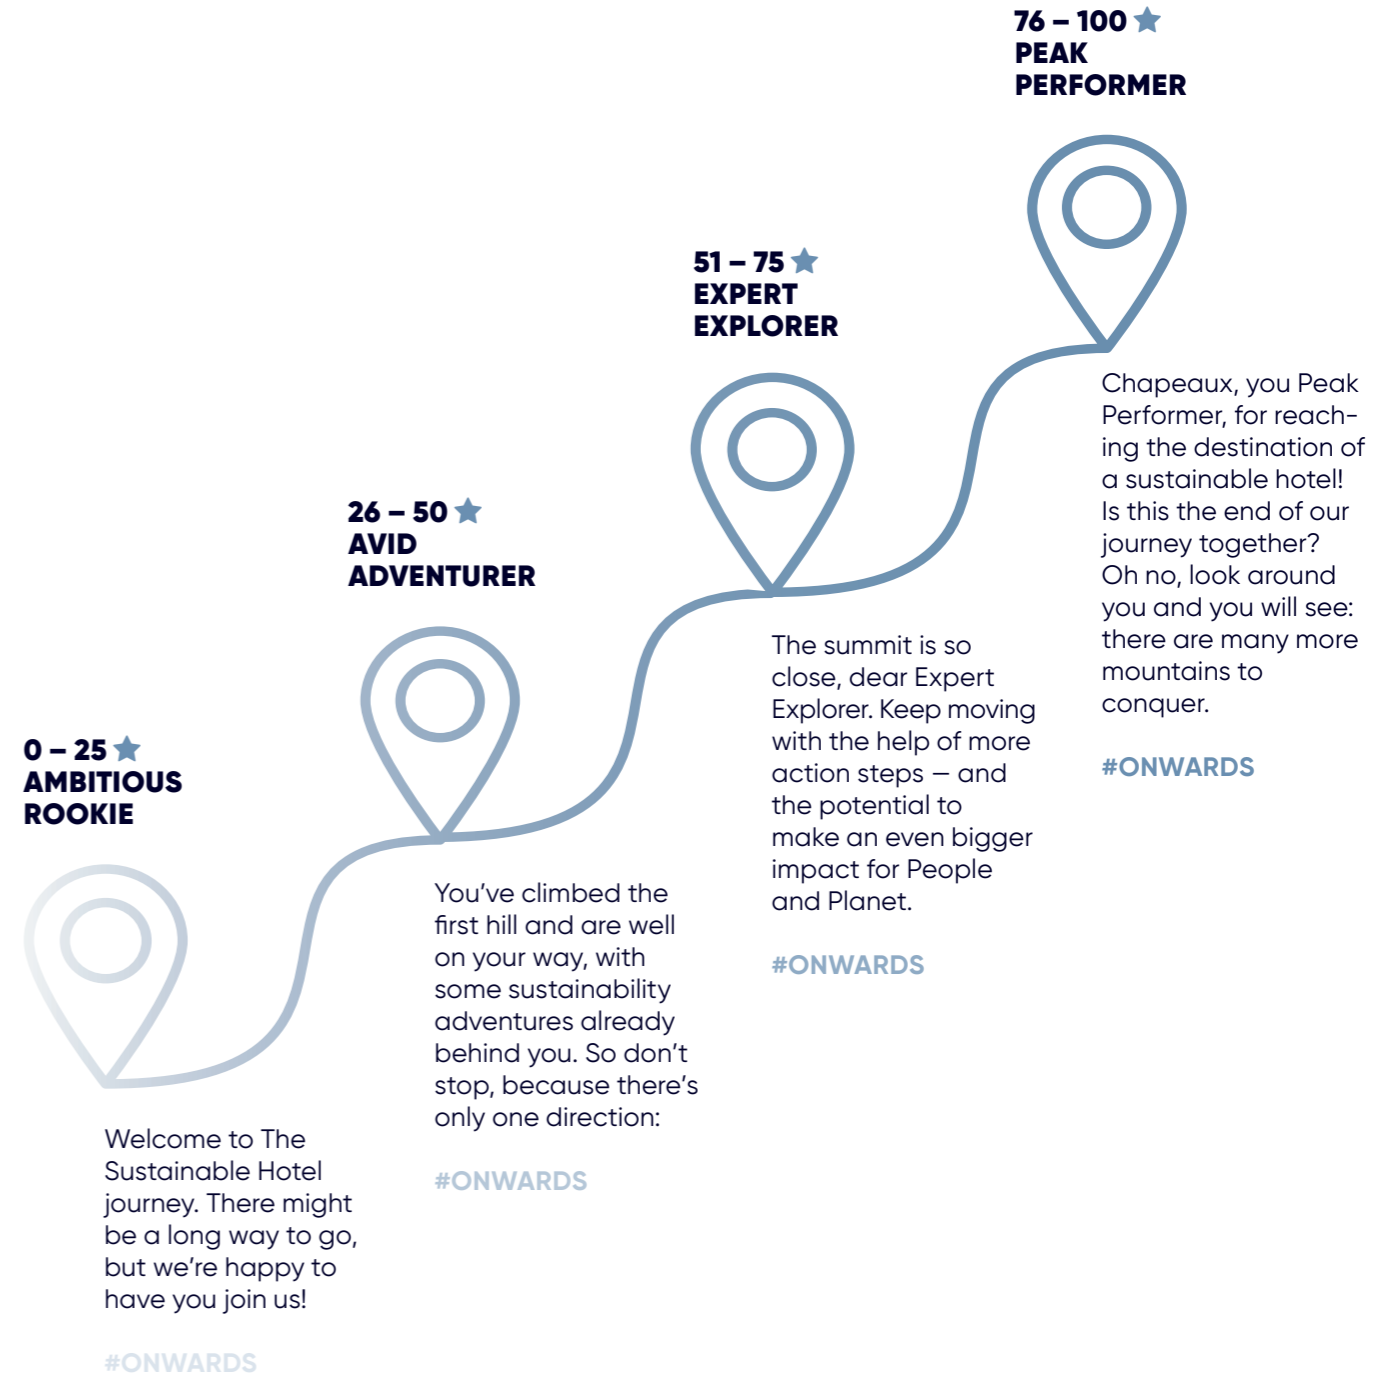 0 – 25
AMBITIOUS
ROOKIE
Welcome to The
Sustainable Hotel
journey. There might
be a long way to go,
but we’re happy to
have you join us!
#ONWARDS
26 – 50
AVID
ADVENTURER
You’ve climbed the
first hill and are well
on your way, with
some sustainability
adventures already
behind you. So don’t
stop, because there’s
only one direction:
#ONWARDS
51 – 75
EXPERT
EXPLORER
The summit is so
close, dear Expert
Explorer. Keep moving
with the help of more
action steps – and
the potential to
make an even bigger
impact for People
and Planet.
#ONWARDS
76 – 100
PEAK
PERFORMER
Chapeaux, you Peak
Performer, for reach-
ing the destination of
a sustainable hotel!
Is this the end of our
journey together?
Oh no, look around
you and you will see:
there are many more
mountains to
conquer.
#ONWARDS